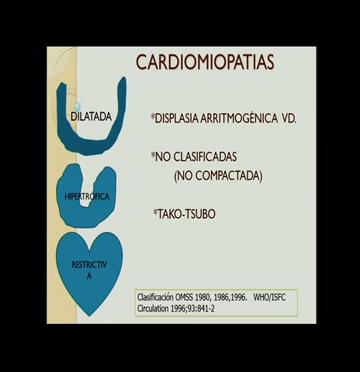 CARDIOMIOPATIAS
DILATADA
*DISPLASIA ARRITMOGÉNICA VD.
*NO CLASIFICADAS
(NO COMPACTADA)
HIPERTRÓFICA
*TAKO-TSUBO
RESTRICTIV
A
Clasificación OMSS 1980, 1986,1996. WHO/ISFC
Circulation 1996;93:841-2